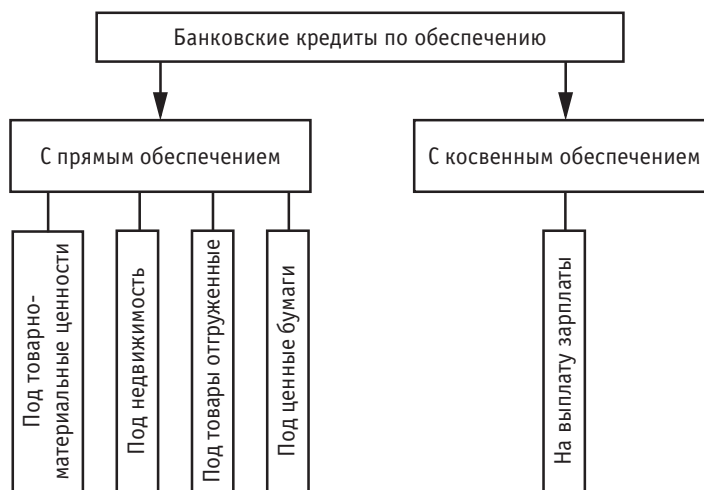 Банковские кредиты по обеспечению
С прямым обеспечением
С косвенным обеспечением
Под товарно-
материальные ценности
Под недвижимость
Под товары отгруженные
Под ценные бумаги
На выплату зарплаты